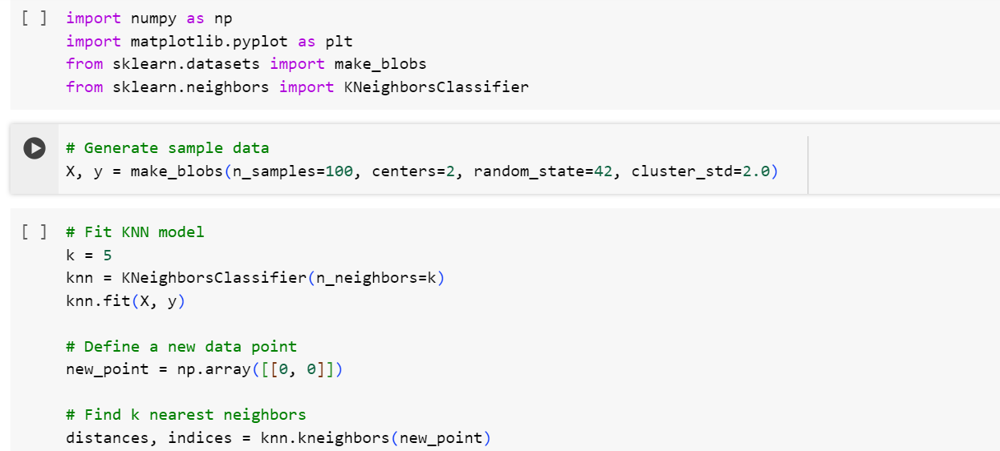 [ ] import numpy as np
import matplotlib.pyplot as plt
from sklearn.datasets import make_blobs
from sklearn.neighbors import KNeighborsClassifier
# Generate sample data
X, y = make_blobs(n_samples=100, centers=2, random_state=42, cluster_std=2.0)
[ ] # Fit KNN model
k = 5
knn = KNeighborsClassifier(n_neighbors=k)
knn.fit(X, y)
# Define a new data point
new_point = np.array([[0, 0]])
# Find k nearest neighbors
distances, indices = knn.kneighbors(new_point)